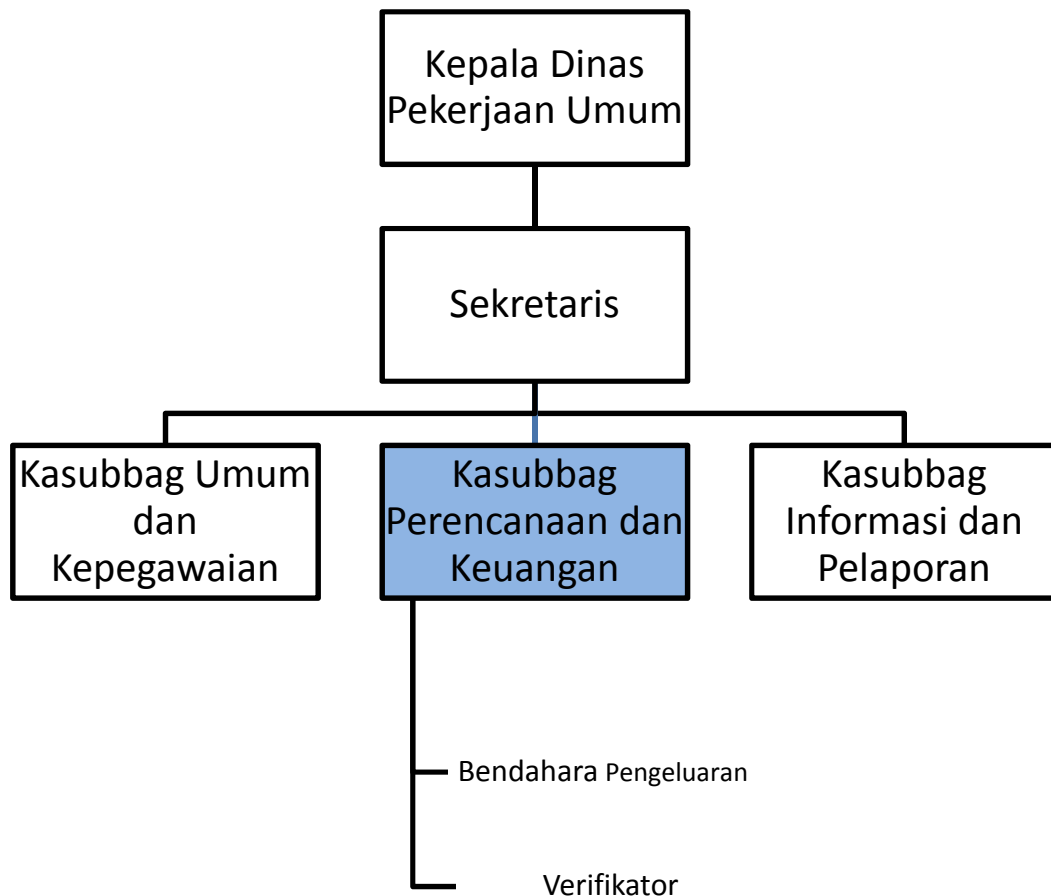 Kepala Dinas
Pekerjaan Umum
Sekretaris
Kasubbag Umum
dan
Kepegawaian
Kasubbag
Perencanaan dan
Keuangan
Kasubbag
Informasi dan
Pelaporan
Bendahara Pengeluaran
Verifikator